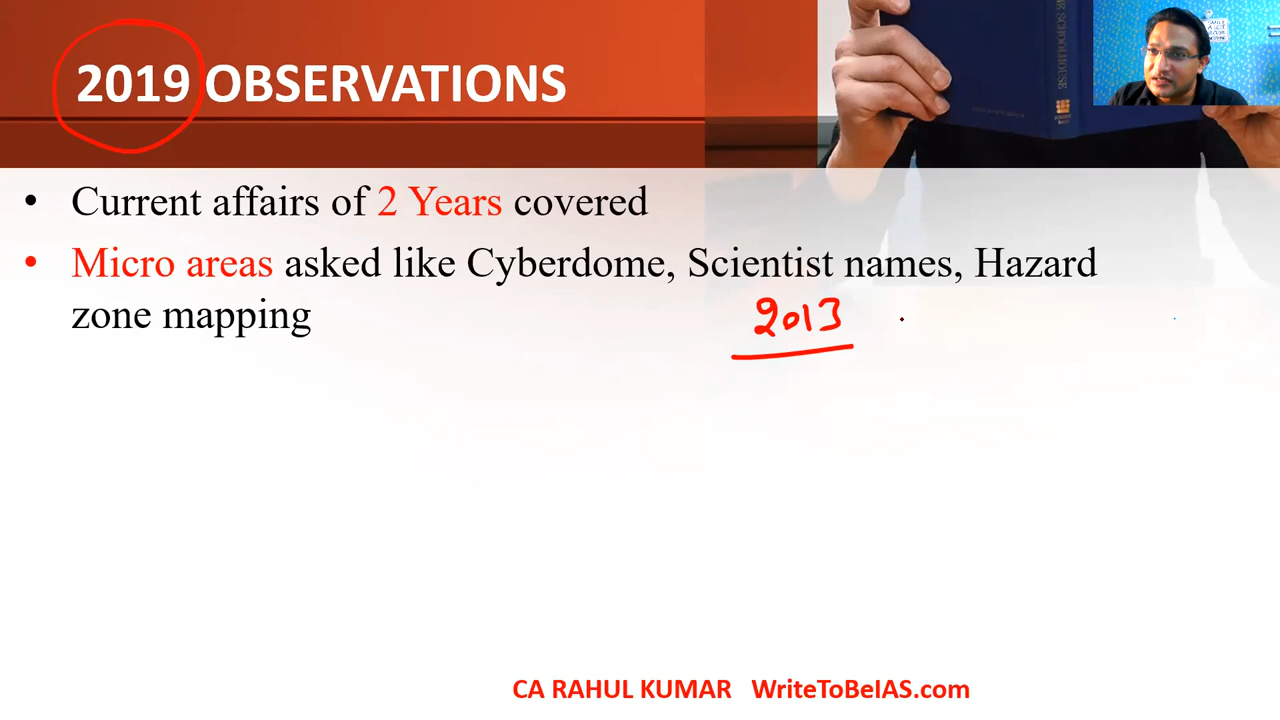 2019 OBSERVATIONS
• Current affairs of 2 Years covered
• Micro areas asked like Cyberdome, Scientist names, Hazard
zone mapping
2013
CA RAHUL KUMAR WriteToBeIAS.com